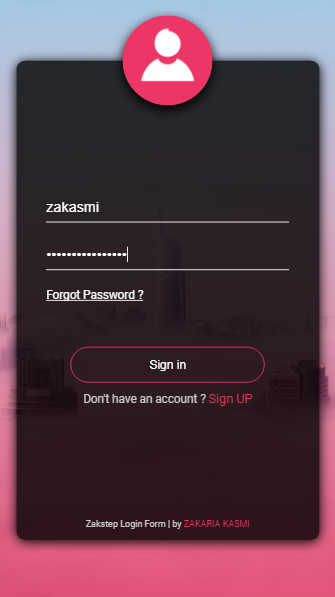 zakasmi
••••••••••••••••
Forgot Password ?
Sign in
Don't have an account ? Sign UP
Zakstep Login Form | by ZAKARIA KASMI